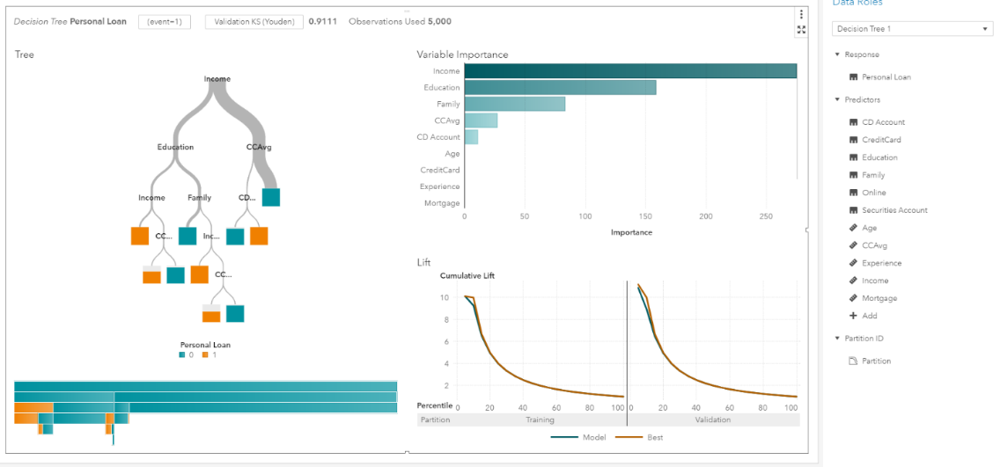 Data Roles
Decision Tree Personal Loan (event=1) Validation KS (Youden) 0.9111 Observations Used 5,000
Tree
Income
Education CCAvg
Income Family CD...
CC... Inc...
CC...
Personal Loan
0 1
Variable Importance
Income
Education
Family
CCAvg
CD Account
Age
CreditCard
Experience
Mortgage
0 50 100 150 200 250
Importance
Lift
Cumulative Lift
10
8
6
4
2
Percentile 0 20 40 60 80 100 0 20 40 60 80 100
Partition Training Validation
Model Best
Decision Tree 1
Response
Personal Loan
Predictors
CD Account
CreditCard
Education
Family
Online
Securities Account
Age
CCAvg
Experience
Income
Mortgage
+ Add
Partition ID
Partition